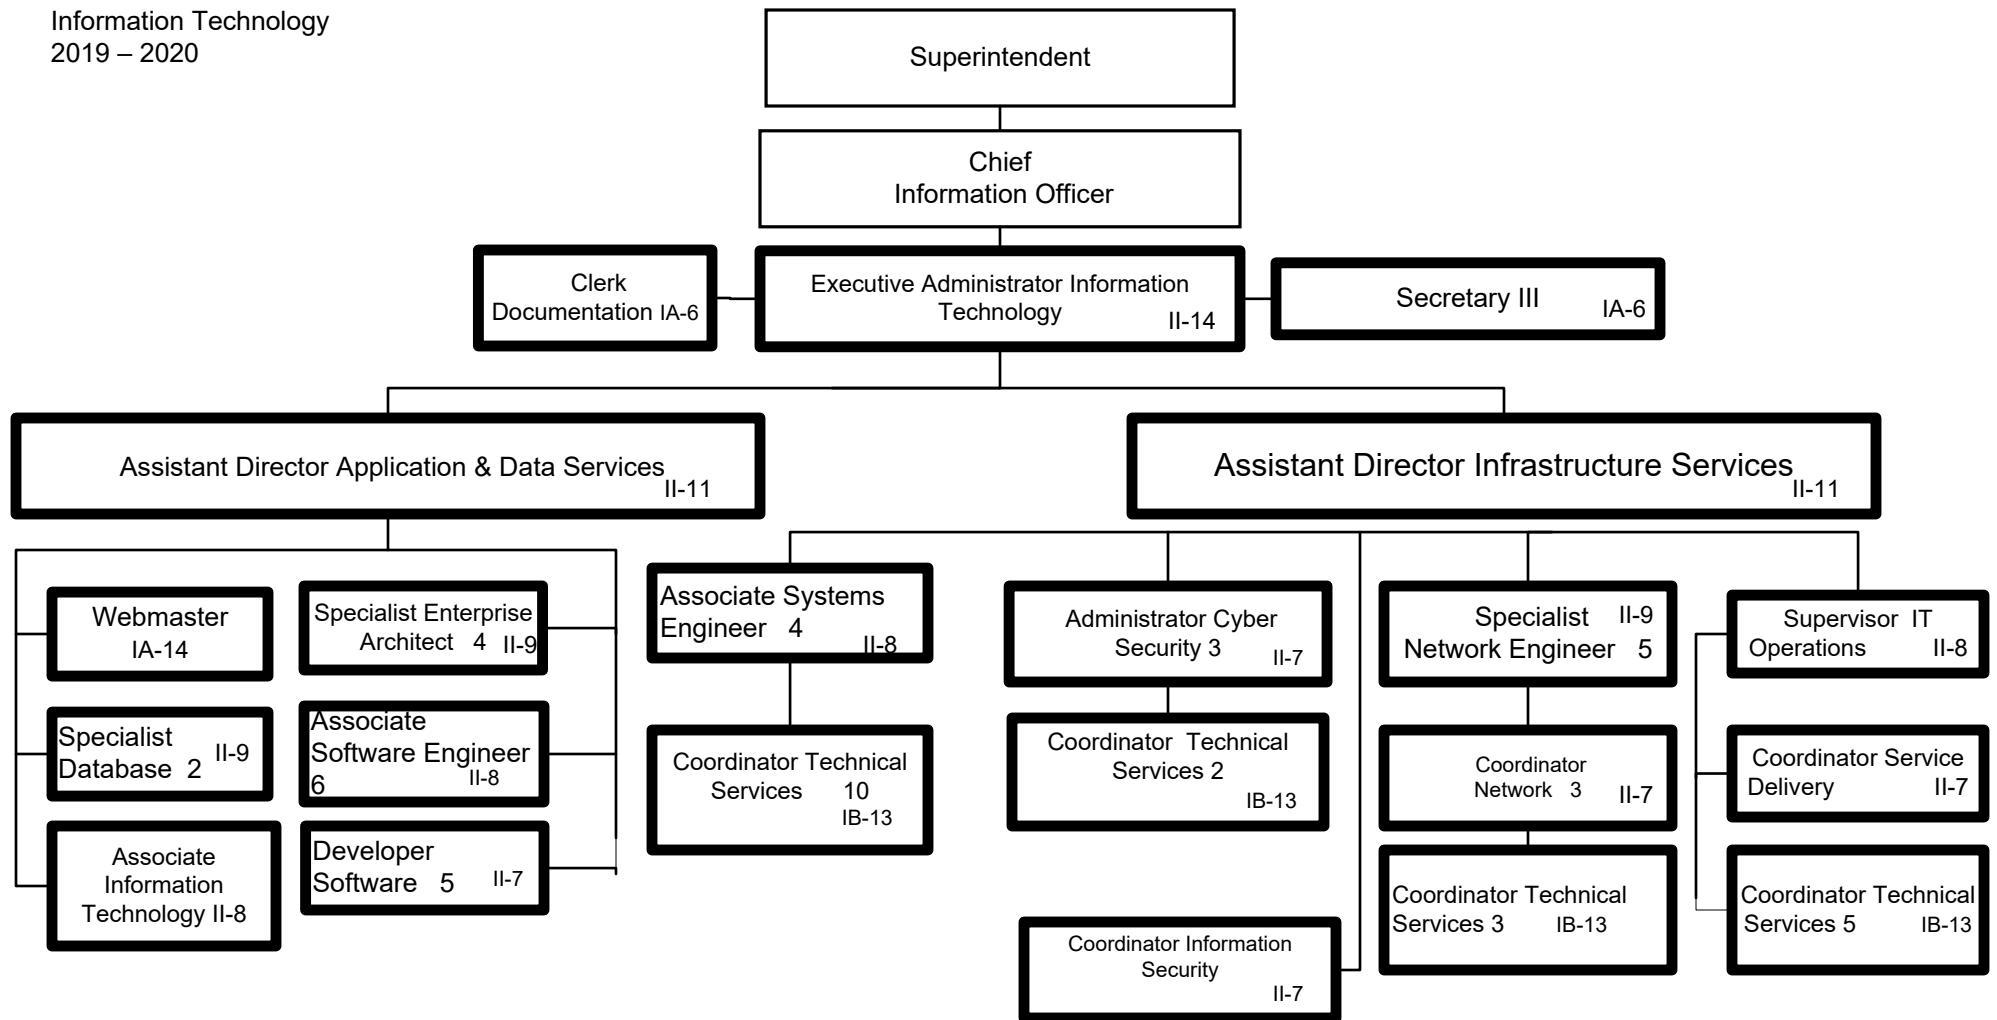 Information Technology
2019 – 2020
Superintendent
Chief
Information Officer
Clerk
Documentation IA-6
Executive Administrator Information
Technology
II-14
Secretary III
IA-6
Assistant Director Application & Data Services
II-11
Assistant Director Infrastructure Services
II-11
Webmaster
IA-14
Specialist Enterprise
Architect 4 II-9
Specialist II-9
Database 2
Associate
Software Engineer
6 II-8
Associate
Information
Technology II-8
Developer
Software 5 II-7
Associate Systems
Engineer 4
II-8
Coordinator Technical
Services 10
IB-13
Administrator Cyber
Security 3
II-7
Coordinator Technical
Services 2
IB-13
Coordinator Information
Security
II-7
Specialist II-9
Network Engineer 5
Coordinator
Network 3 II-7
Coordinator Technical
Services 3 IB-13
Supervisor IT
Operations II-8
Coordinator Service
Delivery II-7
Coordinator Technical
Services 5 IB-13